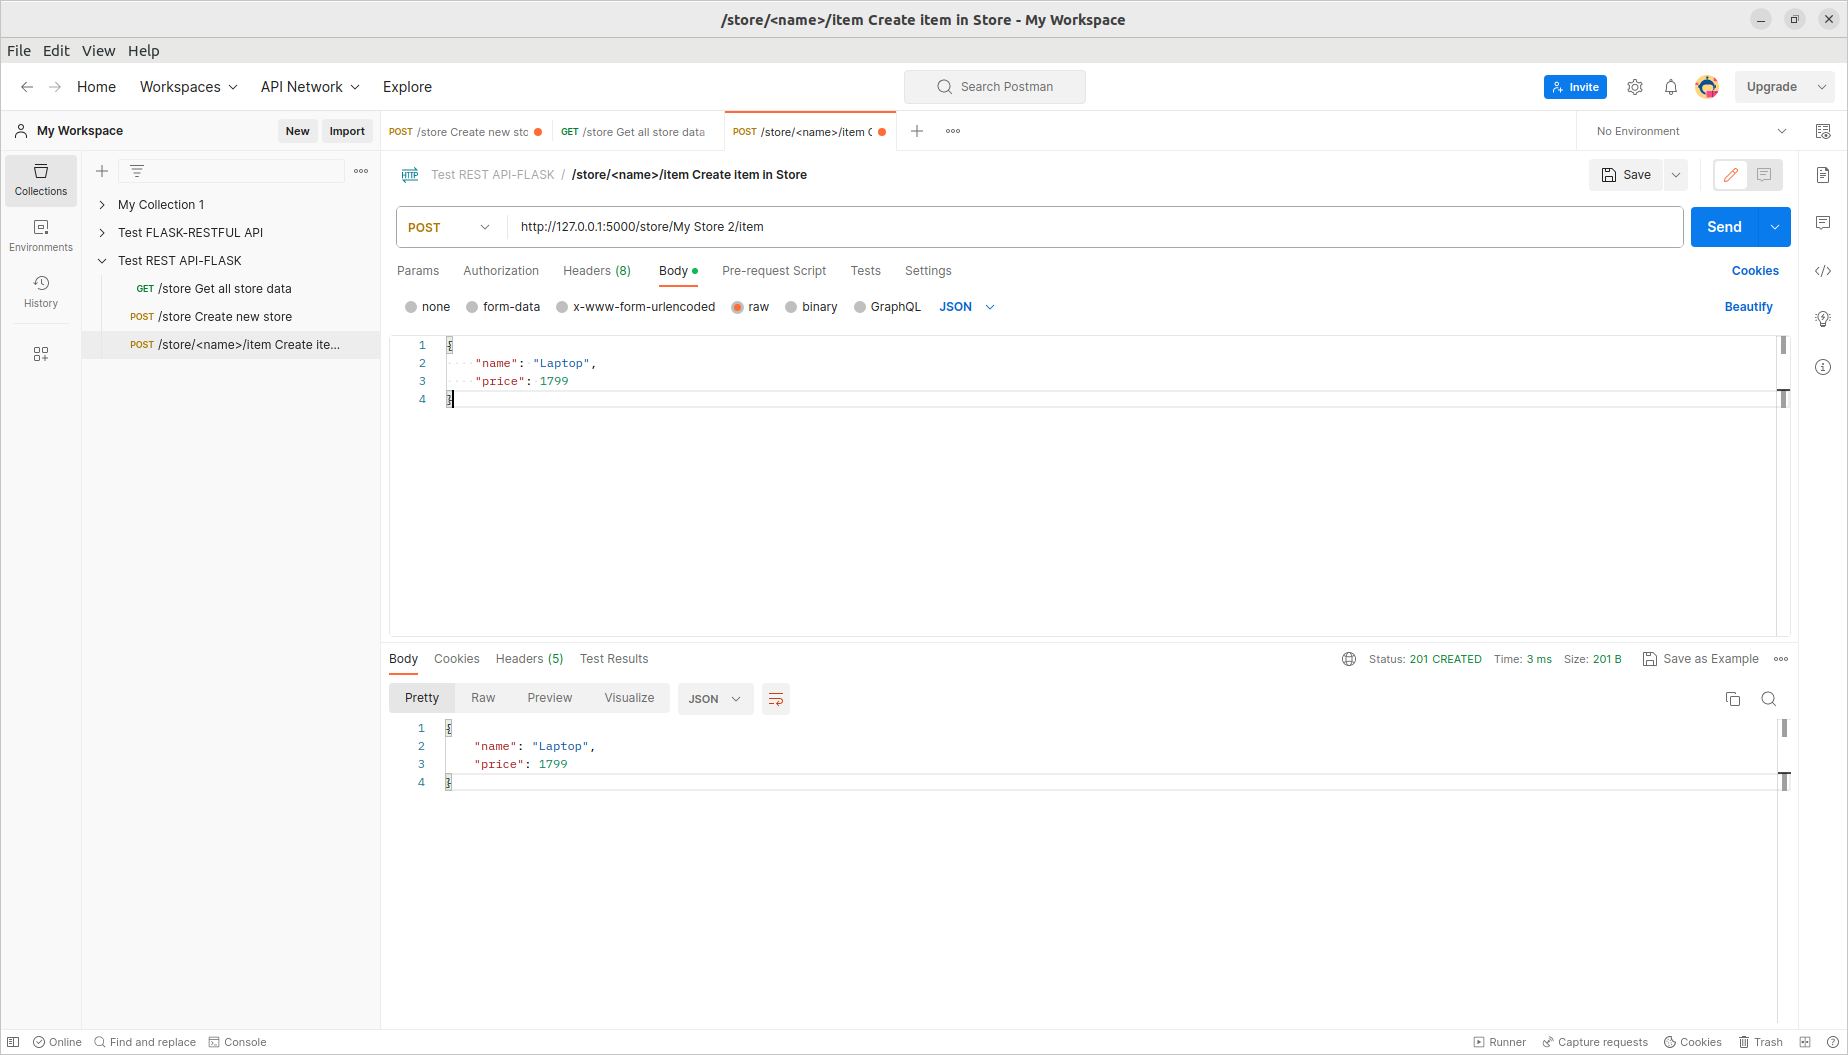 /store/<name>/item Create item in Store - My Workspace
File Edit View Help
Home Workspaces API Network Explore
Search Postman
Invite
Upgrade
My Workspace
New Import
POST /store Create new sto
GET /store Get all store data
POST /store/<name>/item C
No Environment
Collections
Environments
History
My Collection 1
Test FLASK-RESTFUL API
Test REST API-FLASK
GET /store Get all store data
POST /store Create new store
POST /store/<name>/item Create ite...
HTTP Test REST API-FLASK / /store/<name>/item Create item in Store
Save
POST http://127.0.0.1:5000/store/My Store 2/item
Send
Params Authorization Headers (8) Body Pre-request Script Tests Settings
Cookies
none form-data x-www-form-urlencoded raw binary GraphQL JSON
Beautify
1 {
2 "name": "Laptop",
3 "price": 1799
4 }
Body Cookies Headers (5) Test Results
Status: 201 CREATED Time: 3 ms Size: 201 B Save as Example
Pretty Raw Preview Visualize JSON
1 {
2 "name": "Laptop",
3 "price": 1799
4 }
Online Find and replace Console
Runner Capture requests Cookies Trash